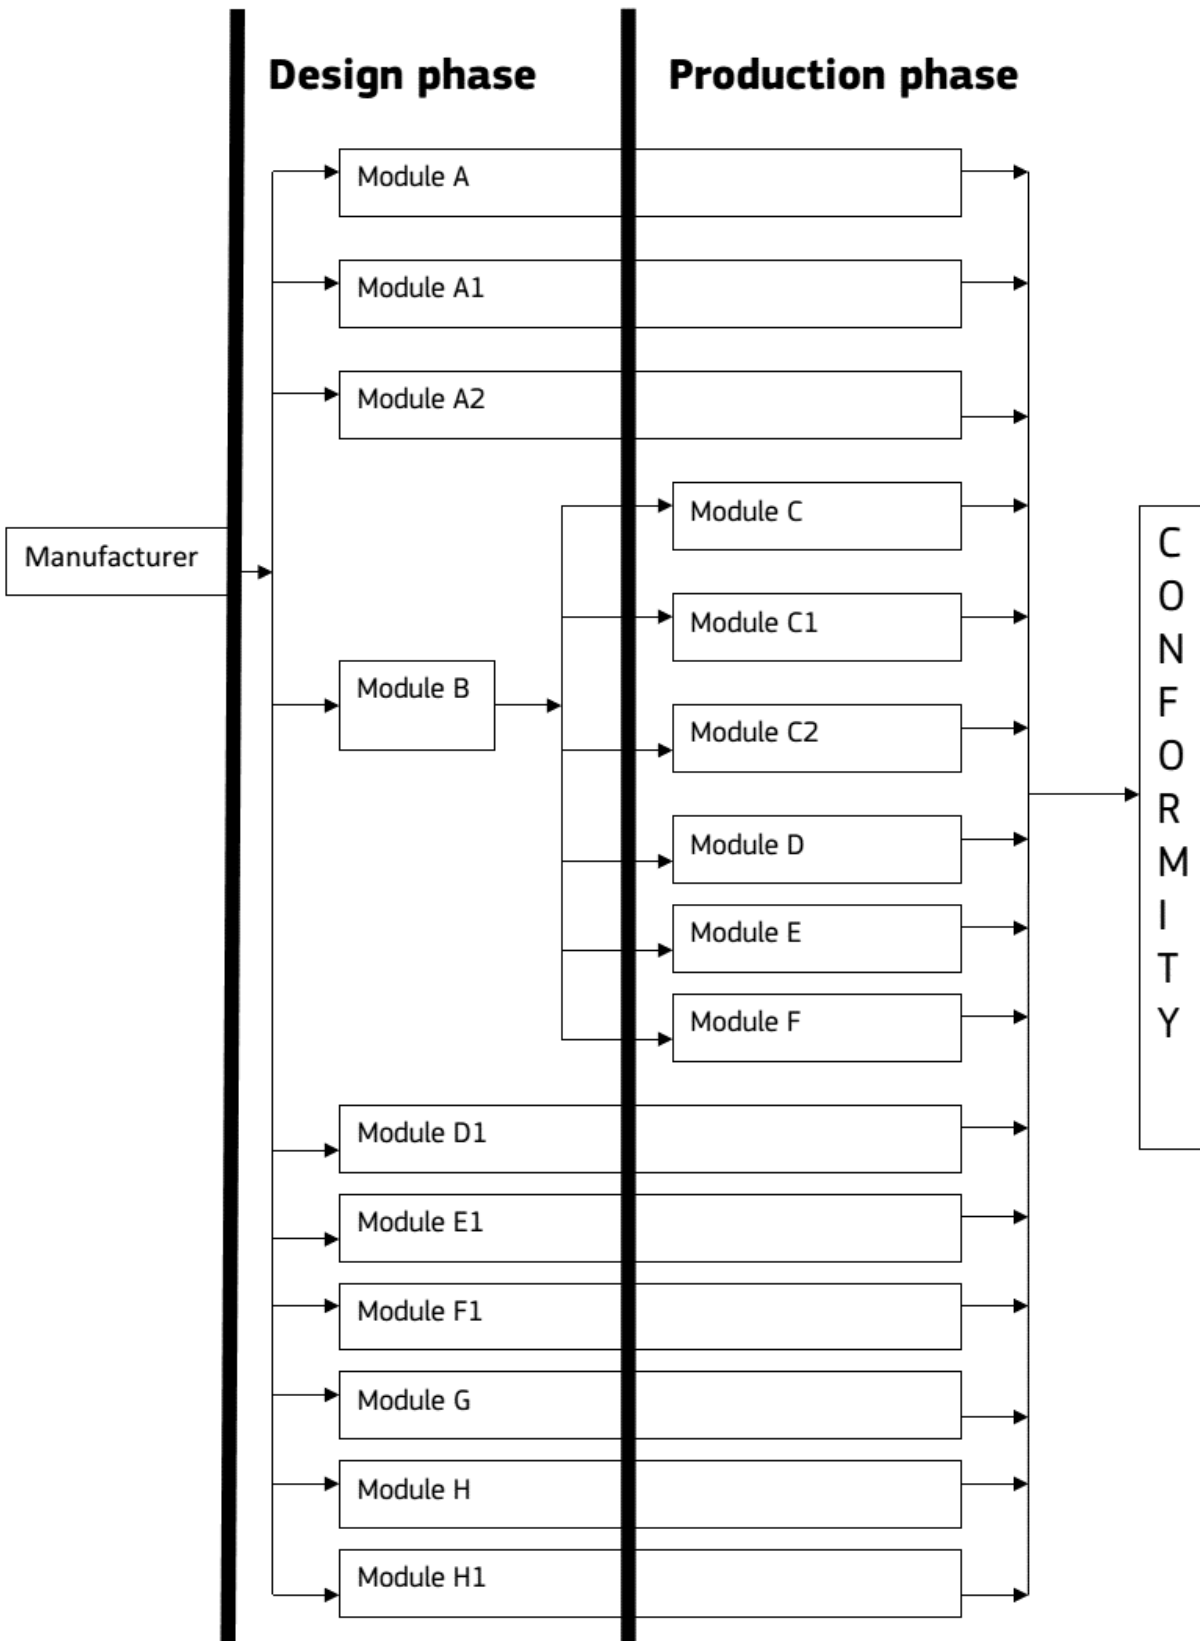 Design phase
Production phase
Module A
Module A1
Module A2
Module C
Manufacturer
Module C1
Module B
Module C2
Module D
Module E
Module F
Module D1
Module E1
Module F1
Module G
Module H
Module H1
C
O
N
F
O
R
M
I
T
Y